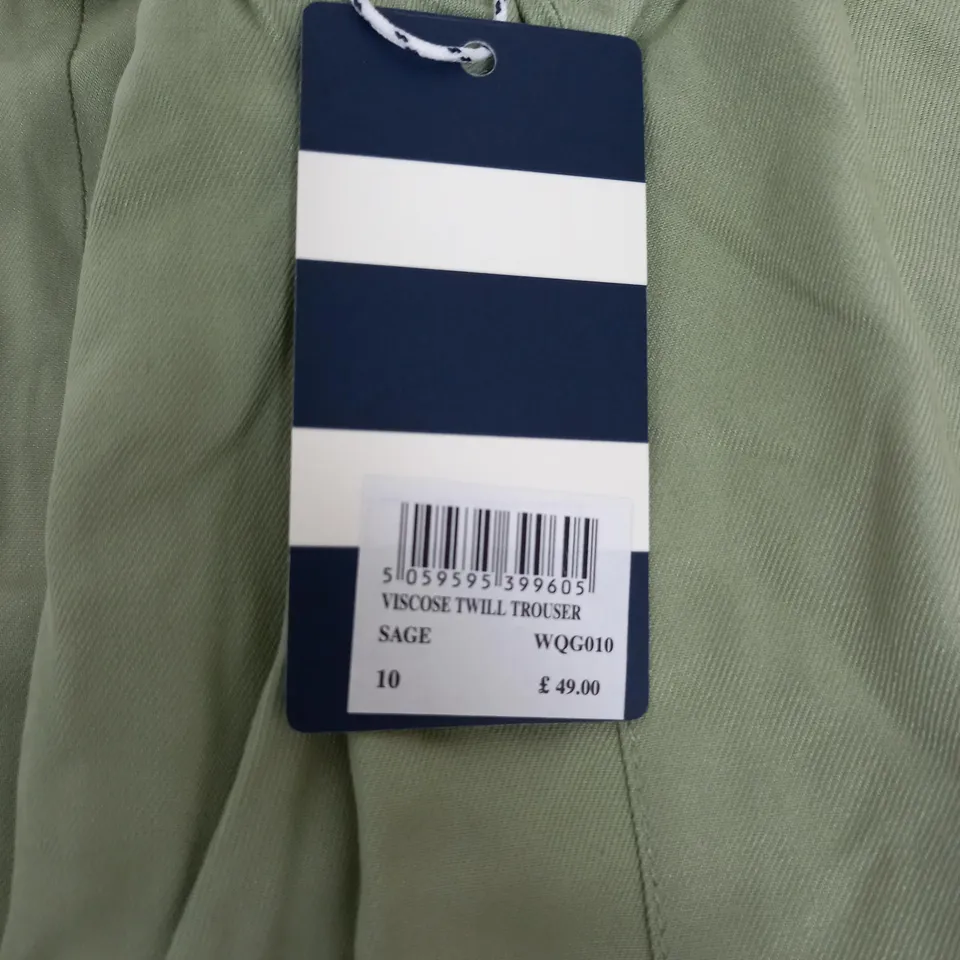 5 059595 399605
VISCOSE TWILL TROUSER
SAGE WQG010
10 £ 49.00